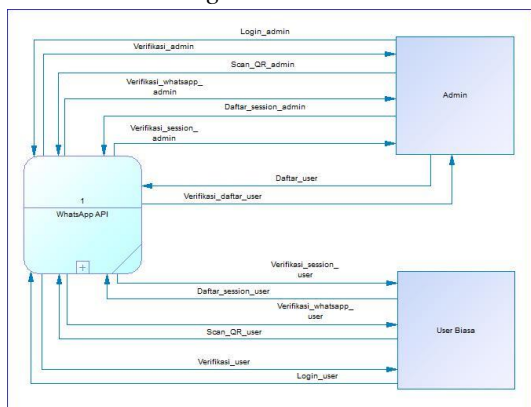 Login_admin
Verifikasi_admin
Scan_QR_admin
Verifikasi_whatsapp_
admin
Daftar_session_admin
Verifikasi_session_
admin
Admin
Daftar_user
Verifikasi_daftar_user
1
WhatsApp API
+
Verifikasi_session_
user
Daftar_session_user
Verifikasi_whatsapp_
user
Scan_QR_user
User Biasa
Verifikasi_user
Login_user